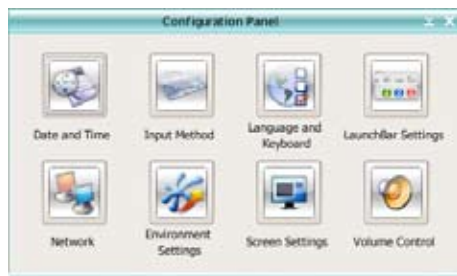 Configuration Panel
Date and Time
Input Method
Language and
Keyboard
LaunchBar Settings
Network
Environment
Settings
Screen Settings
Volume Control